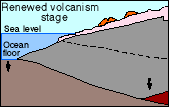 Renewed volcanism
stage
Sea level
Ocean
floor